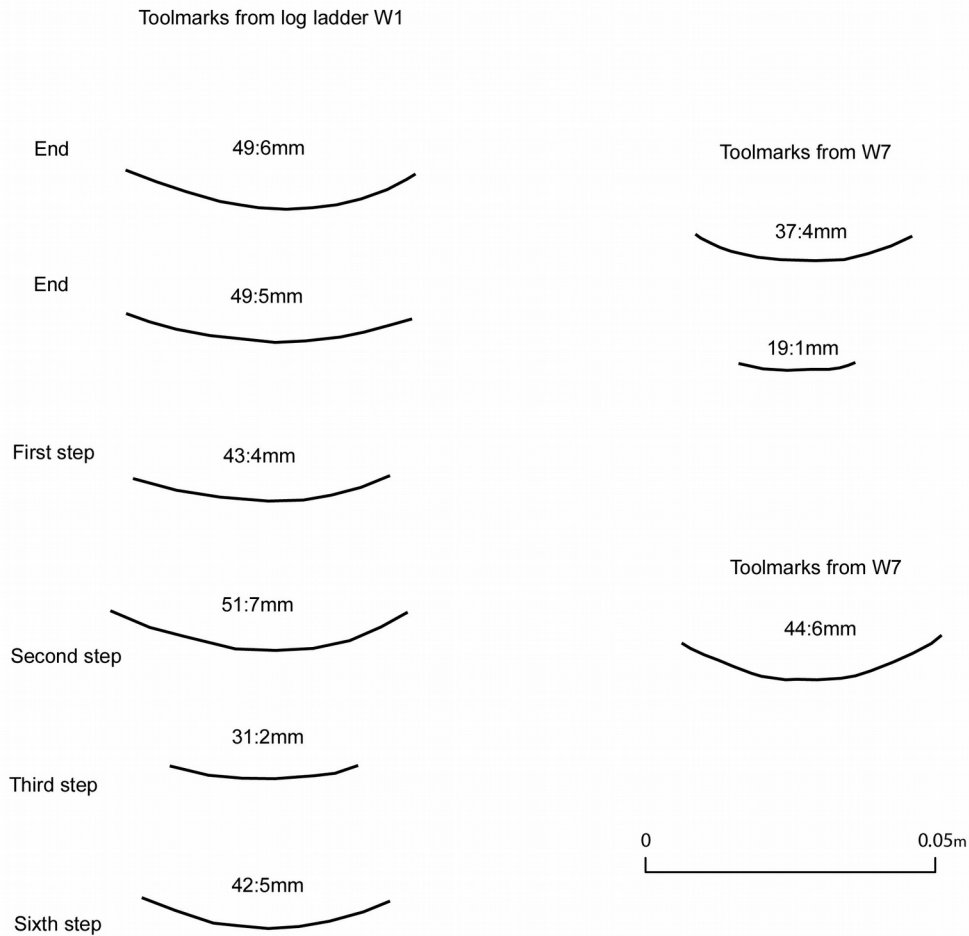 Toolmarks from log ladder W1
End
49:6mm
End
49:5mm
First step
43:4mm
Second step
51:7mm
Third step
31:2mm
Sixth step
42:5mm
Toolmarks from W7
37:4mm
19:1mm
Toolmarks from W7
44:6mm
0
0.05m